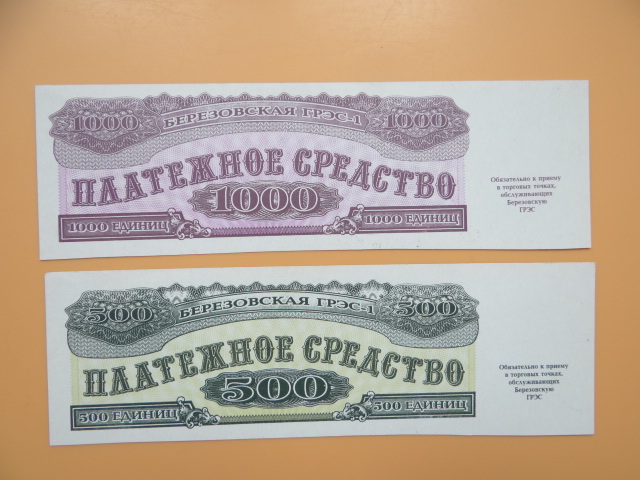 1000 БЕРЕЗОВСКАЯ ГРЭС-1 1000
ПЛАТЕЖНОЕ СРЕДСТВО
1000
1000 ЕДИНИЦ 1000 ЕДИНИЦ
Обязательно к приему
в торговых точках,
обслуживающих
Березовскую
ГРЭС
500 БЕРЕЗОВСКАЯ ГРЭС-1 500
ПЛАТЕЖНОЕ СРЕДСТВО
500
500 ЕДИНИЦ 500 ЕДИНИЦ
Обязательно к приему
в торговых точках,
обслуживающих
Березовскую
ГРЭС